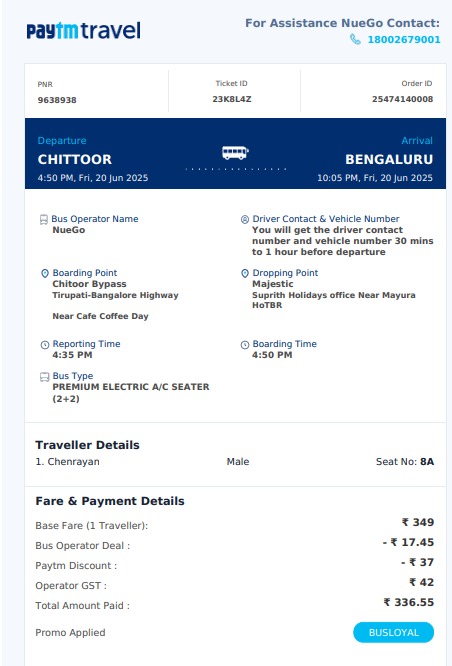 paytm travel
For Assistance NueGo Contact:
18002679001
PNR
Ticket ID
Order ID
9638938
23K8L4Z
25474140008
Departure
Arrival
CHITTOOR
BENGALURU
4:50 PM, Fri, 20 Jun 2025
10:05 PM, Fri, 20 Jun 2025
Bus Operator Name
NueGo
Driver Contact & Vehicle Number
You will get the driver contact
number and vehicle number 30 mins
to 1 hour before departure
Boarding Point
Chitoor Bypass
Tirupati-Bangalore Highway
Near Cafe Coffee Day
Dropping Point
Majestic
Suprith Holidays office Near Mayura
HoTBR
Reporting Time
4:35 PM
Boarding Time
4:50 PM
Bus Type
PREMIUM ELECTRIC A/C SEATER
(2+2)
Traveller Details
1. Chenrayan Male Seat No: 8A
Fare & Payment Details
Base Fare (1 Traveller): ₹ 349
Bus Operator Deal : - ₹ 17.45
Paytm Discount : - ₹ 37
Operator GST : ₹ 42
Total Amount Paid : ₹ 336.55
Promo Applied BUSLOYAL